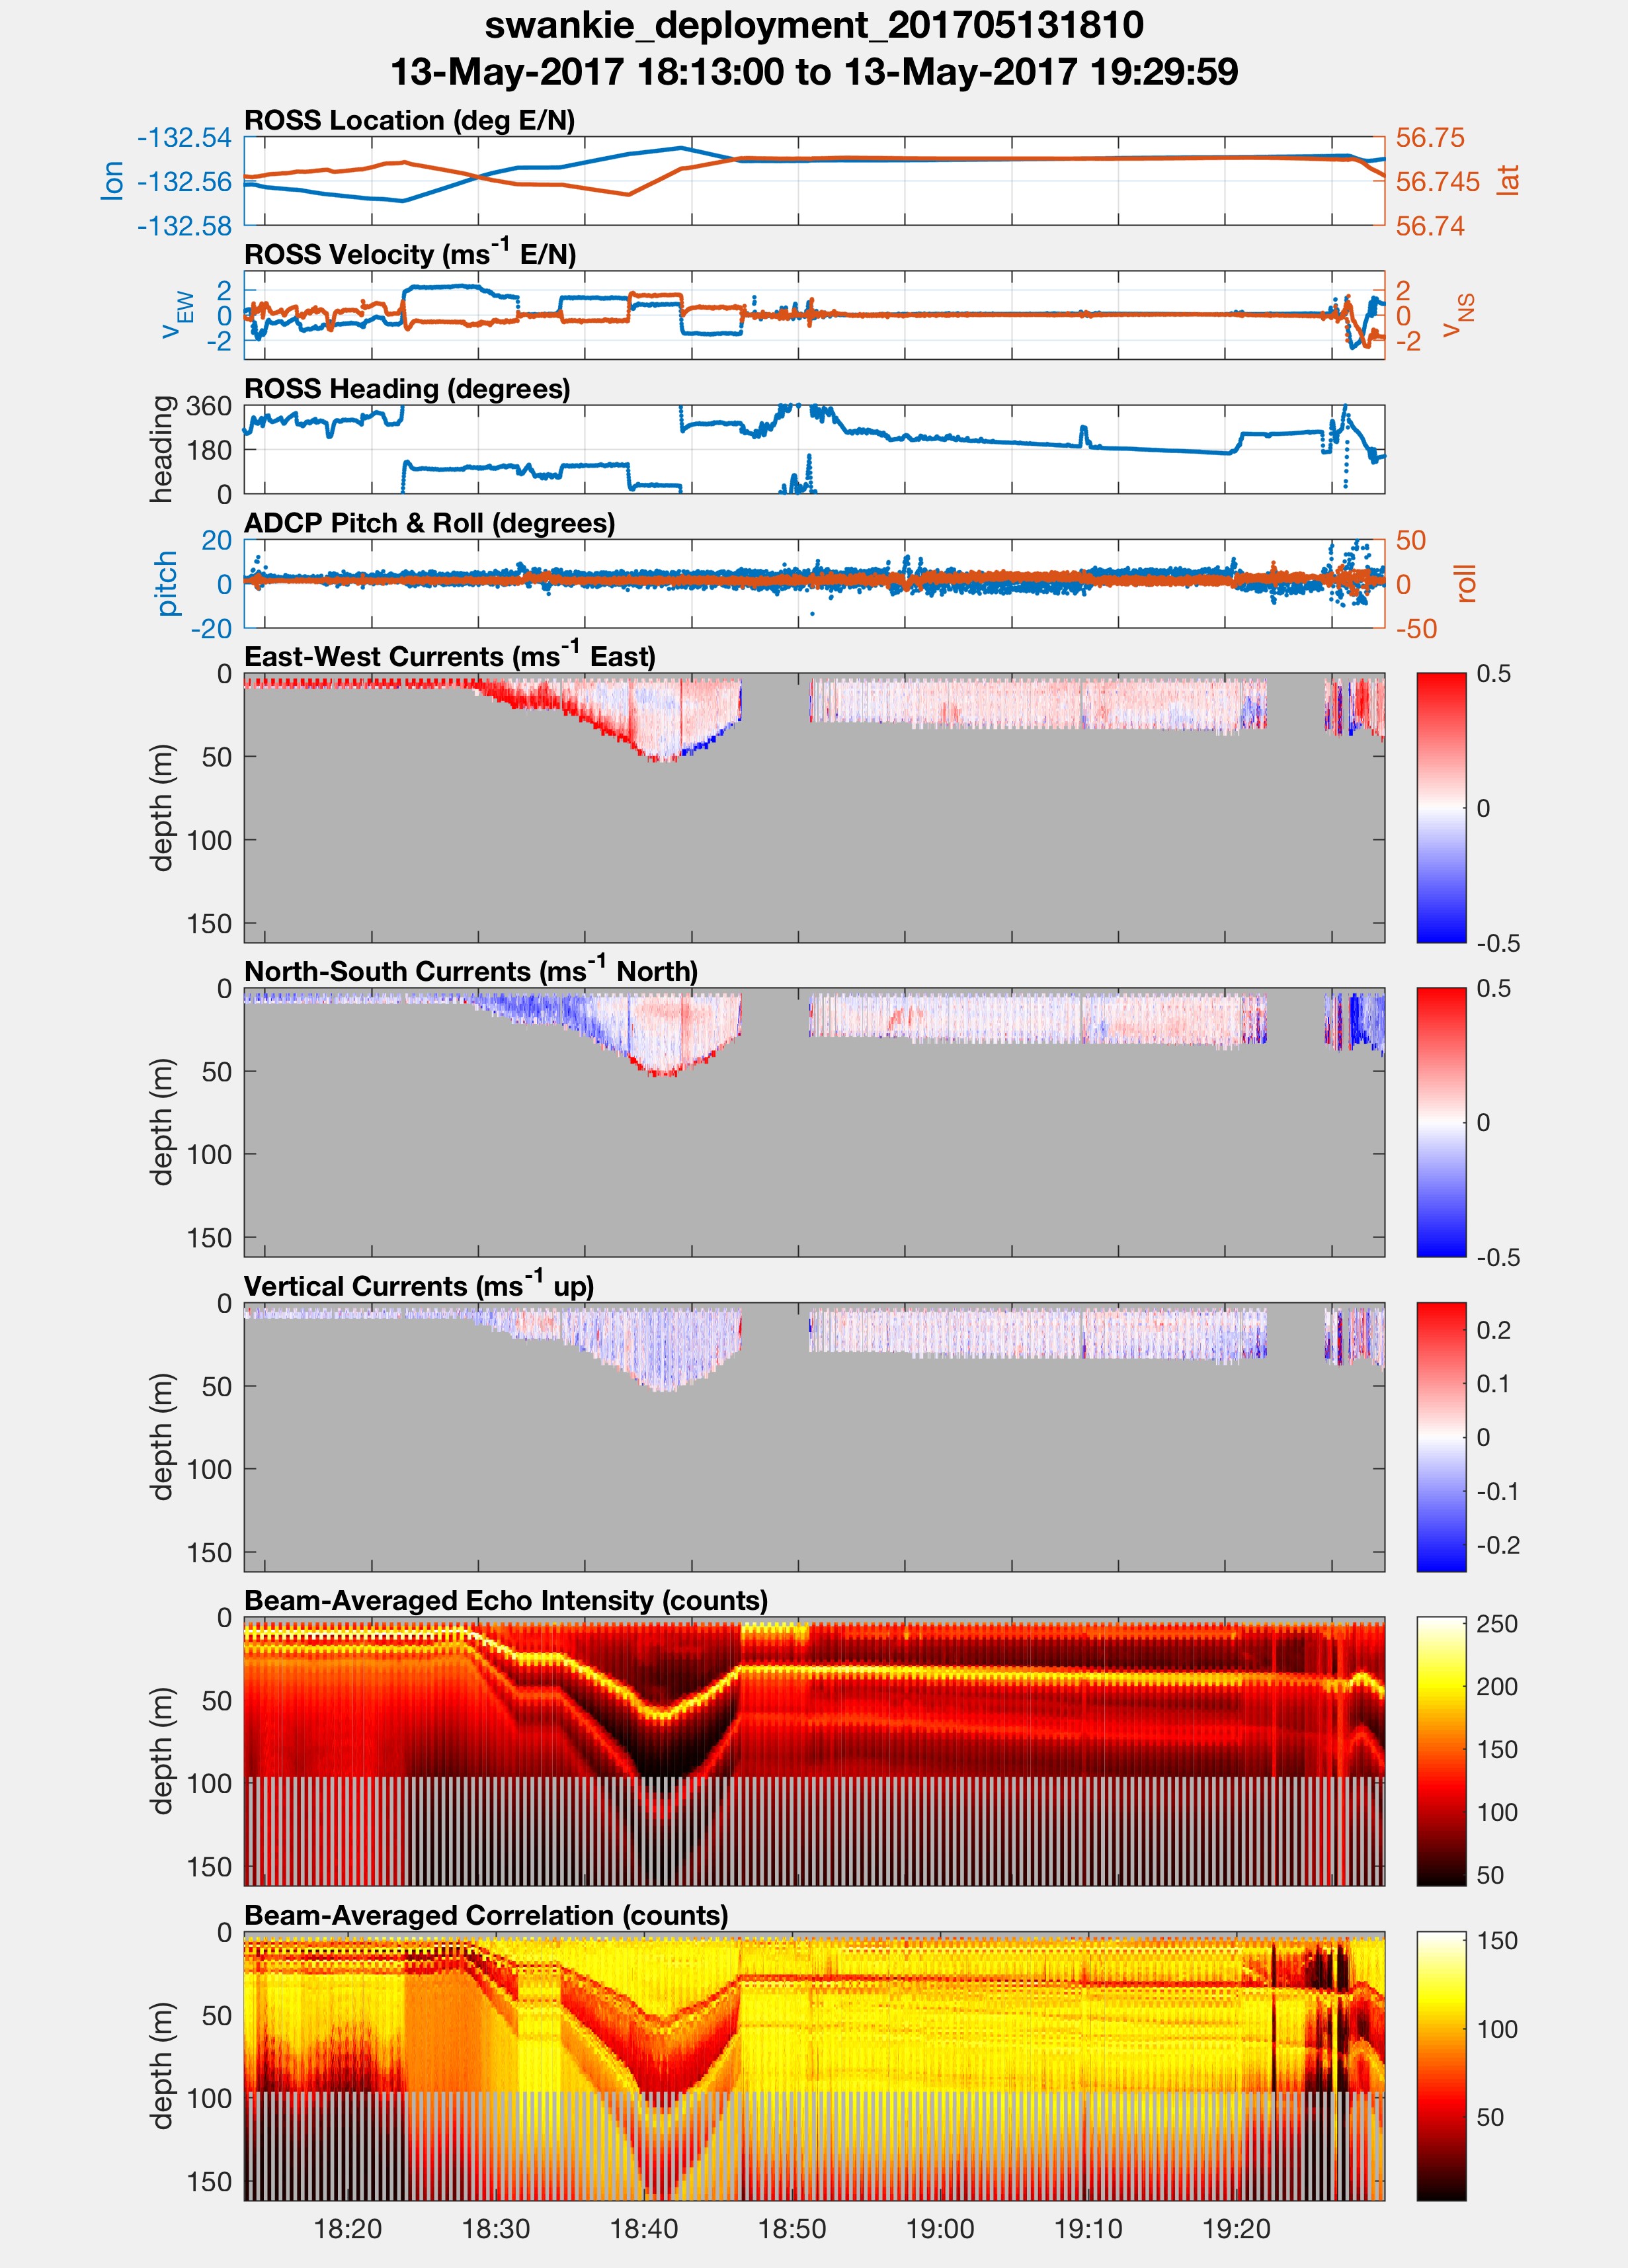 swankie_deployment_201705131810
13-May-2017 18:13:00 to 13-May-2017 19:29:59
ROSS Location (deg E/N)
-132.54
-132.56
-132.58
lon
56.75
56.745
56.74
lat
ROSS Velocity (ms-1 E/N)
2
0
-2
vEW
2
0
-2
vNS
ROSS Heading (degrees)
360
180
0
heading
ADCP Pitch & Roll (degrees)
20
0
-20
pitch
50
0
-50
roll
East-West Currents (ms-1 East)
0
50
100
150
depth (m)
0.5
0
-0.5
North-South Currents (ms-1 North)
0
50
100
150
depth (m)
0.5
0
-0.5
Vertical Currents (ms-1 up)
0
50
100
150
depth (m)
0.2
0.1
0
-0.1
-0.2
Beam-Averaged Echo Intensity (counts)
0
50
100
150
depth (m)
250
200
150
100
50
Beam-Averaged Correlation (counts)
0
50
100
150
depth (m)
150
100
50
18:20 18:30 18:40 18:50 19:00 19:10 19:20